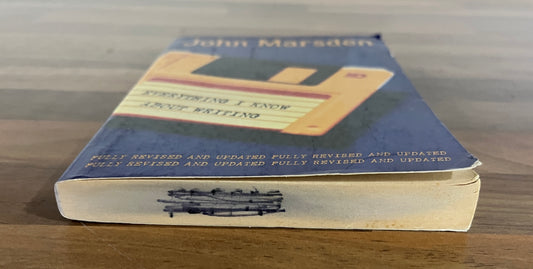 John Marsden
EVERYTHING I KNOW
ABOUT WRITING
FULLY REVISED AND UPDATED FULLY REVISED AND UPDATED
FULLY REVISED AND UPDATED FULLY REVISED AND UPDATED